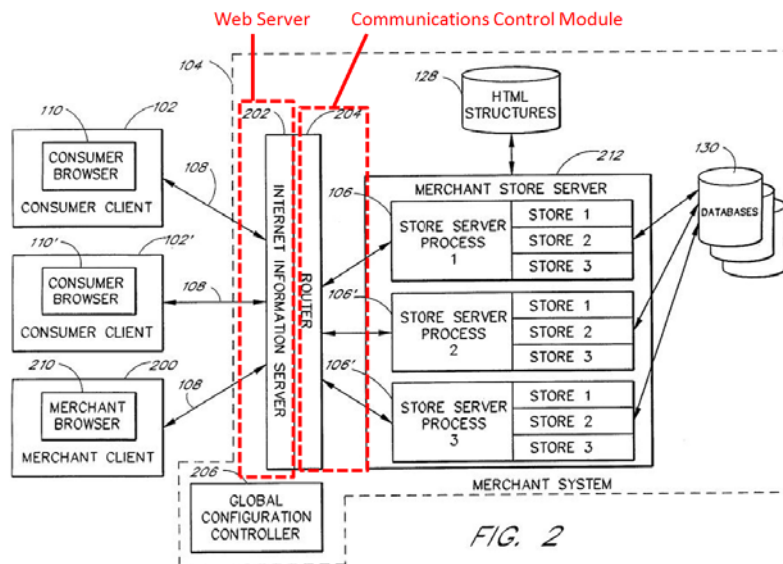 Web Server
Communications Control Module
104
128
HTML
STRUCTURES
110
102
CONSUMER
BROWSER
CONSUMER CLIENT
108
202
204
212
130
DATABASES
MERCHANT STORE SERVER
106
STORE SERVER
PROCESS
1
STORE 1
STORE 2
STORE 3
110'
102'
CONSUMER
BROWSER
CONSUMER CLIENT
108
INTERNET INFORMATION SERVER
ROUTER
106'
STORE SERVER
PROCESS
2
STORE 1
STORE 2
STORE 3
210
200
MERCHANT
BROWSER
MERCHANT CLIENT
108
106'
STORE SERVER
PROCESS
3
STORE 1
STORE 2
STORE 3
206
GLOBAL
CONFIGURATION
CONTROLLER
MERCHANT SYSTEM
FIG. 2